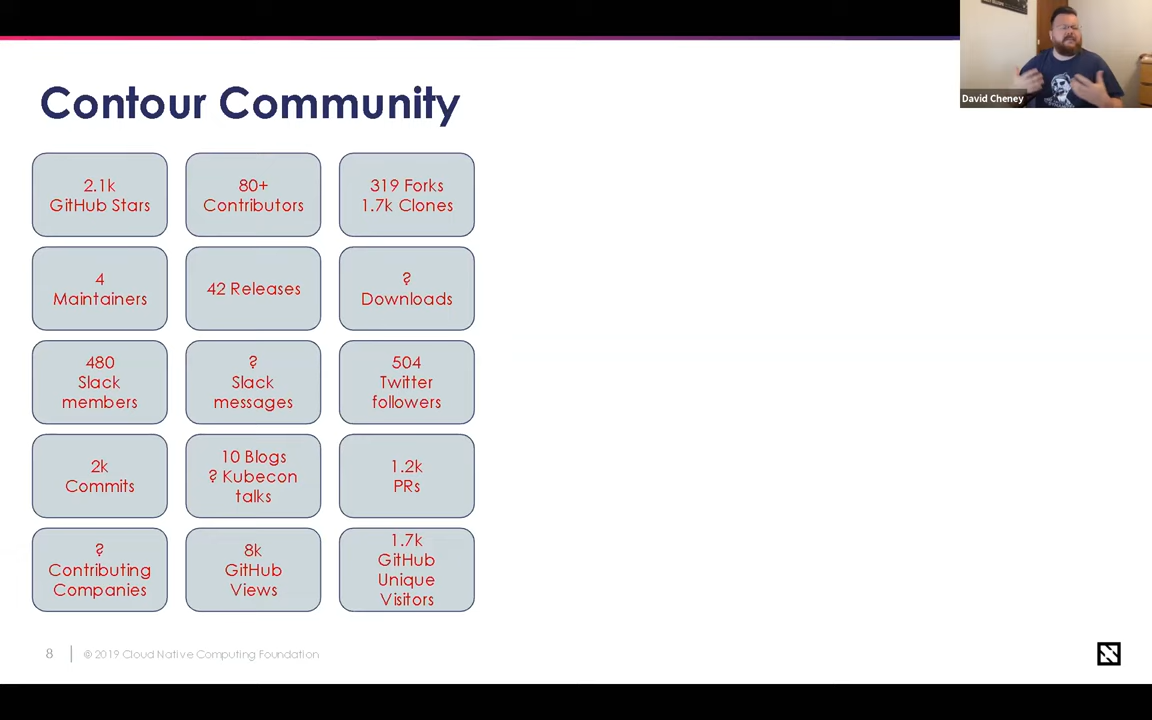 Contour Community
David Cheney
2.1k
GitHub Stars
80+
Contributors
319 Forks
1.7k Clones
4
Maintainers
42 Releases
?
Downloads
480
Slack
members
?
Slack
messages
504
Twitter
followers
2k
Commits
10 Blogs
? Kubecon
talks
1.2k
PRs
?
Contributing
Companies
8k
GitHub
Views
1.7k
GitHub
Unique
Visitors
8
© 2019 Cloud Native Computing Foundation